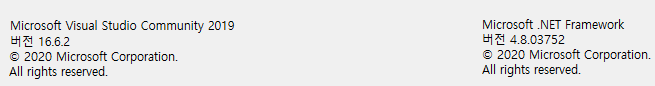 Microsoft Visual Studio Community 2019
버전 16.6.2
© 2020 Microsoft Corporation.
All rights reserved.
Microsoft .NET Framework
버전 4.8.03752
© 2020 Microsoft Corporation.
All rights reserved.